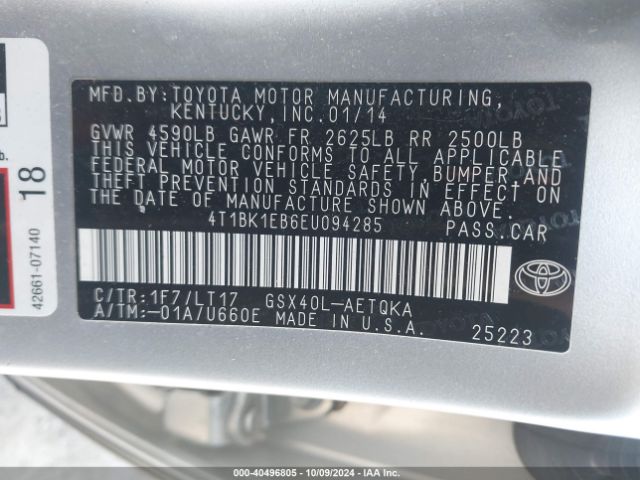 MFD.BY:TOYOTA MOTOR MANUFACTURING,
KENTUCKY,INC.01/14
GVWR 4590LB GAWR FR 2625LB RR 2500LB
THIS VEHICLE CONFORMS TO ALL APPLICABLE
FEDERAL MOTOR VEHICLE SAFETY, BUMPER AND
THEFT PREVENTION STANDARDS IN EFFECT ON
THE DATE OF MANUFACTURE SHOWN ABOVE.
4T1BK1EB6EU094285 PASS.CAR
C/TR:1F7/LT17 GSX40L-AETQKA
A/TM:-01A/U660E MADE IN U.S.A. 25223
18
42661-07140
000-40496805 - 10/09/2024 - IAA Inc.